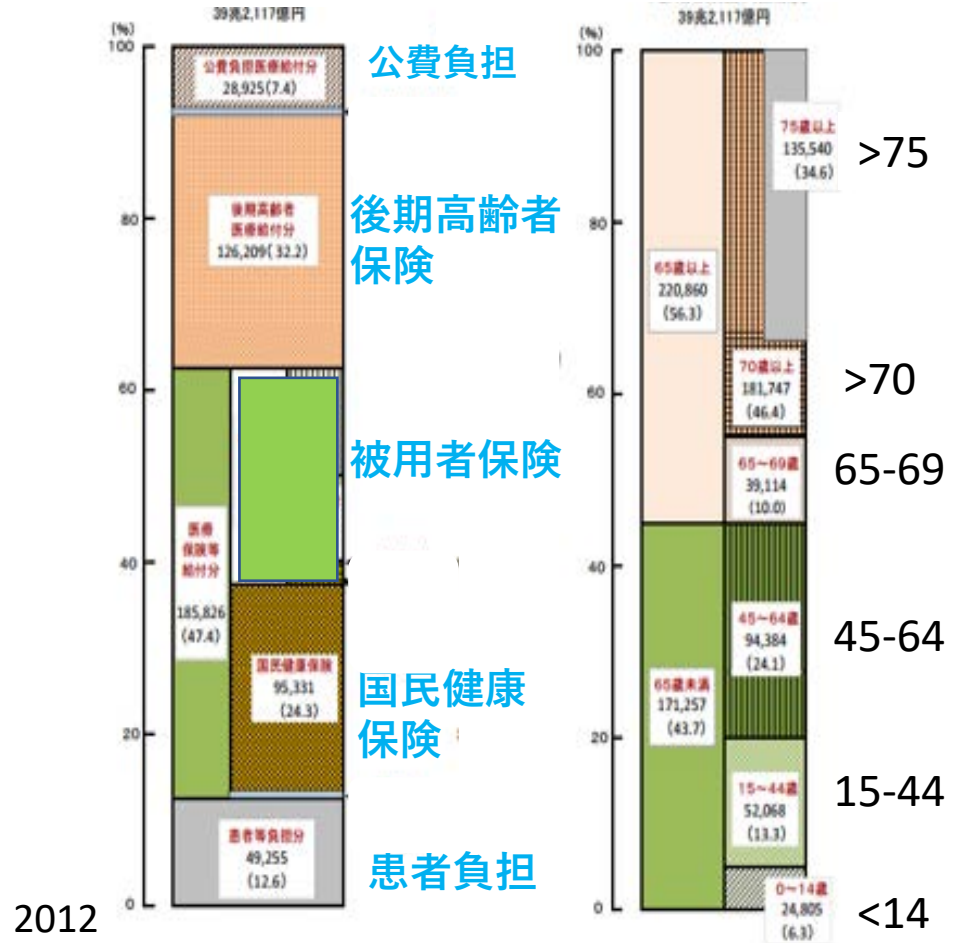 39兆2,117億円
(%)
100
公費負担医療給付分
28,925(7.4)
公費負担
80
後期高齢者
医療給付分
126,209(32.2)
後期高齢者
保険
60
被用者保険
医療
保険等
給付分
185,826
(47.4)
40
国民健康保険
95,331
(24.3)
国民健康
保険
20
患者等負担分
49,255
(12.6)
患者負担
0
2012
39兆2,117億円
(%)
100
75歳以上
135,540
(34.6)
>75
80
65歳以上
220,860
(56.3)
70歳以上
181,747
(46.4)
>70
60
65～69歳
39,114
(10.0)
65-69
40
45～64歳
94,384
(24.1)
45-64
65歳未満
171,257
(43.7)
20
15～44歳
52,068
(13.3)
15-44
0～14歳
24,805
(6.3)
<14
0